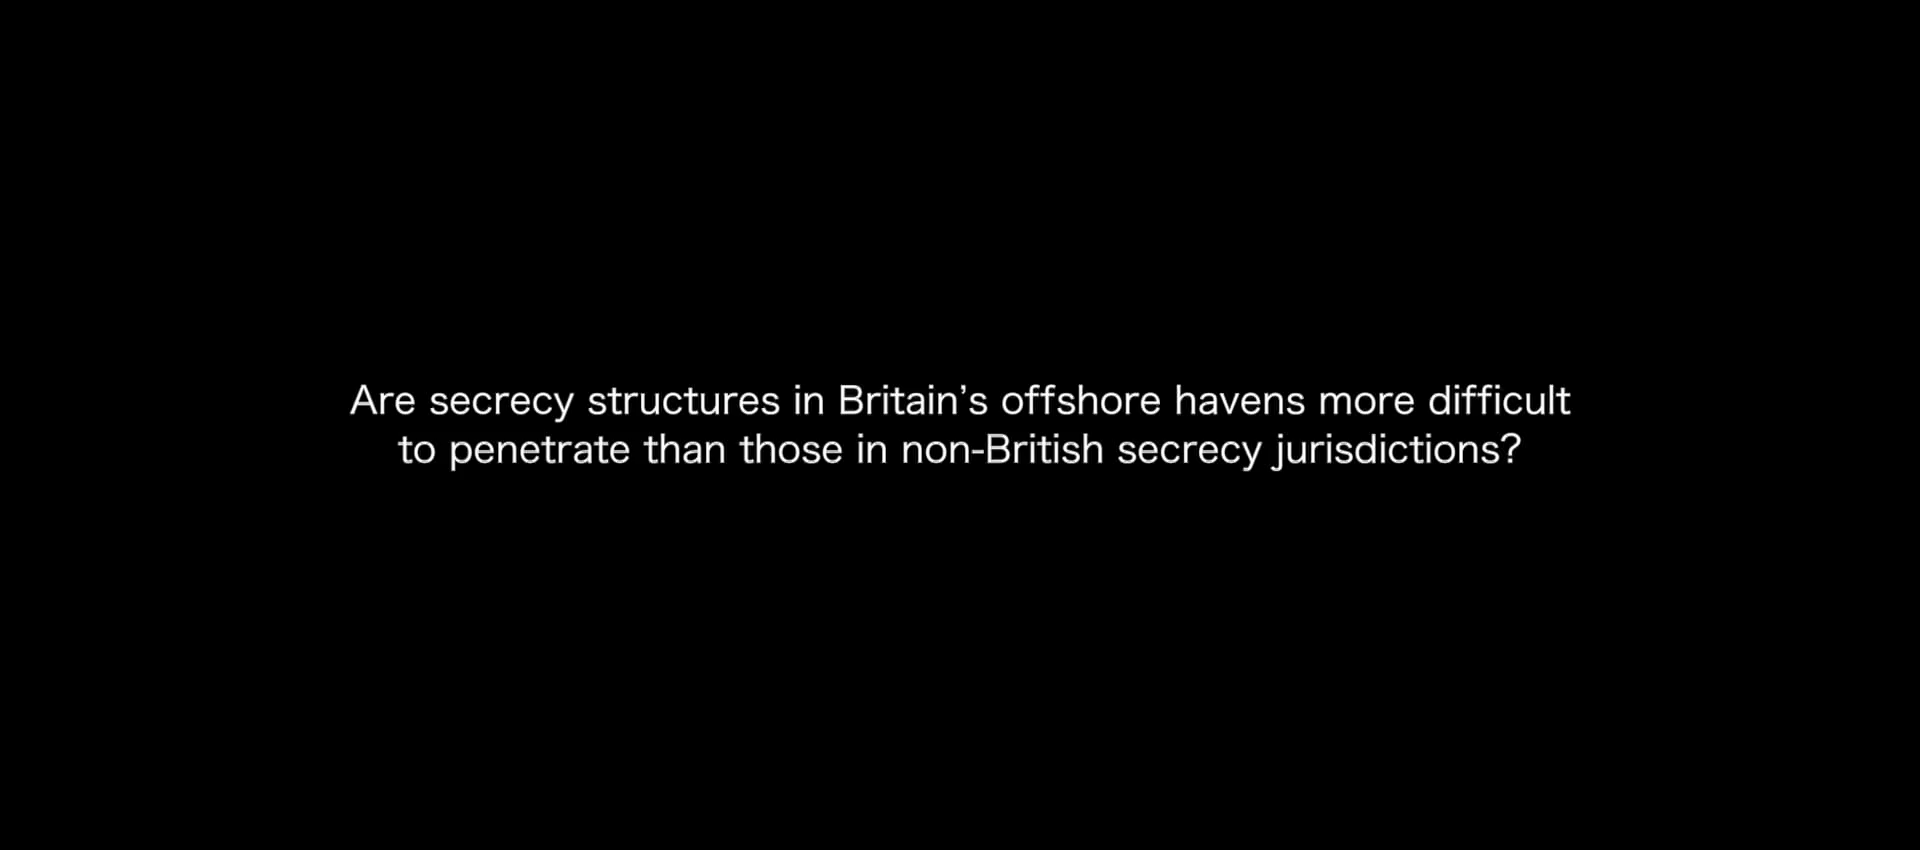 Are secrecy structures in Britain’s offshore havens more difficult
to penetrate than those in non-British secrecy jurisdictions?